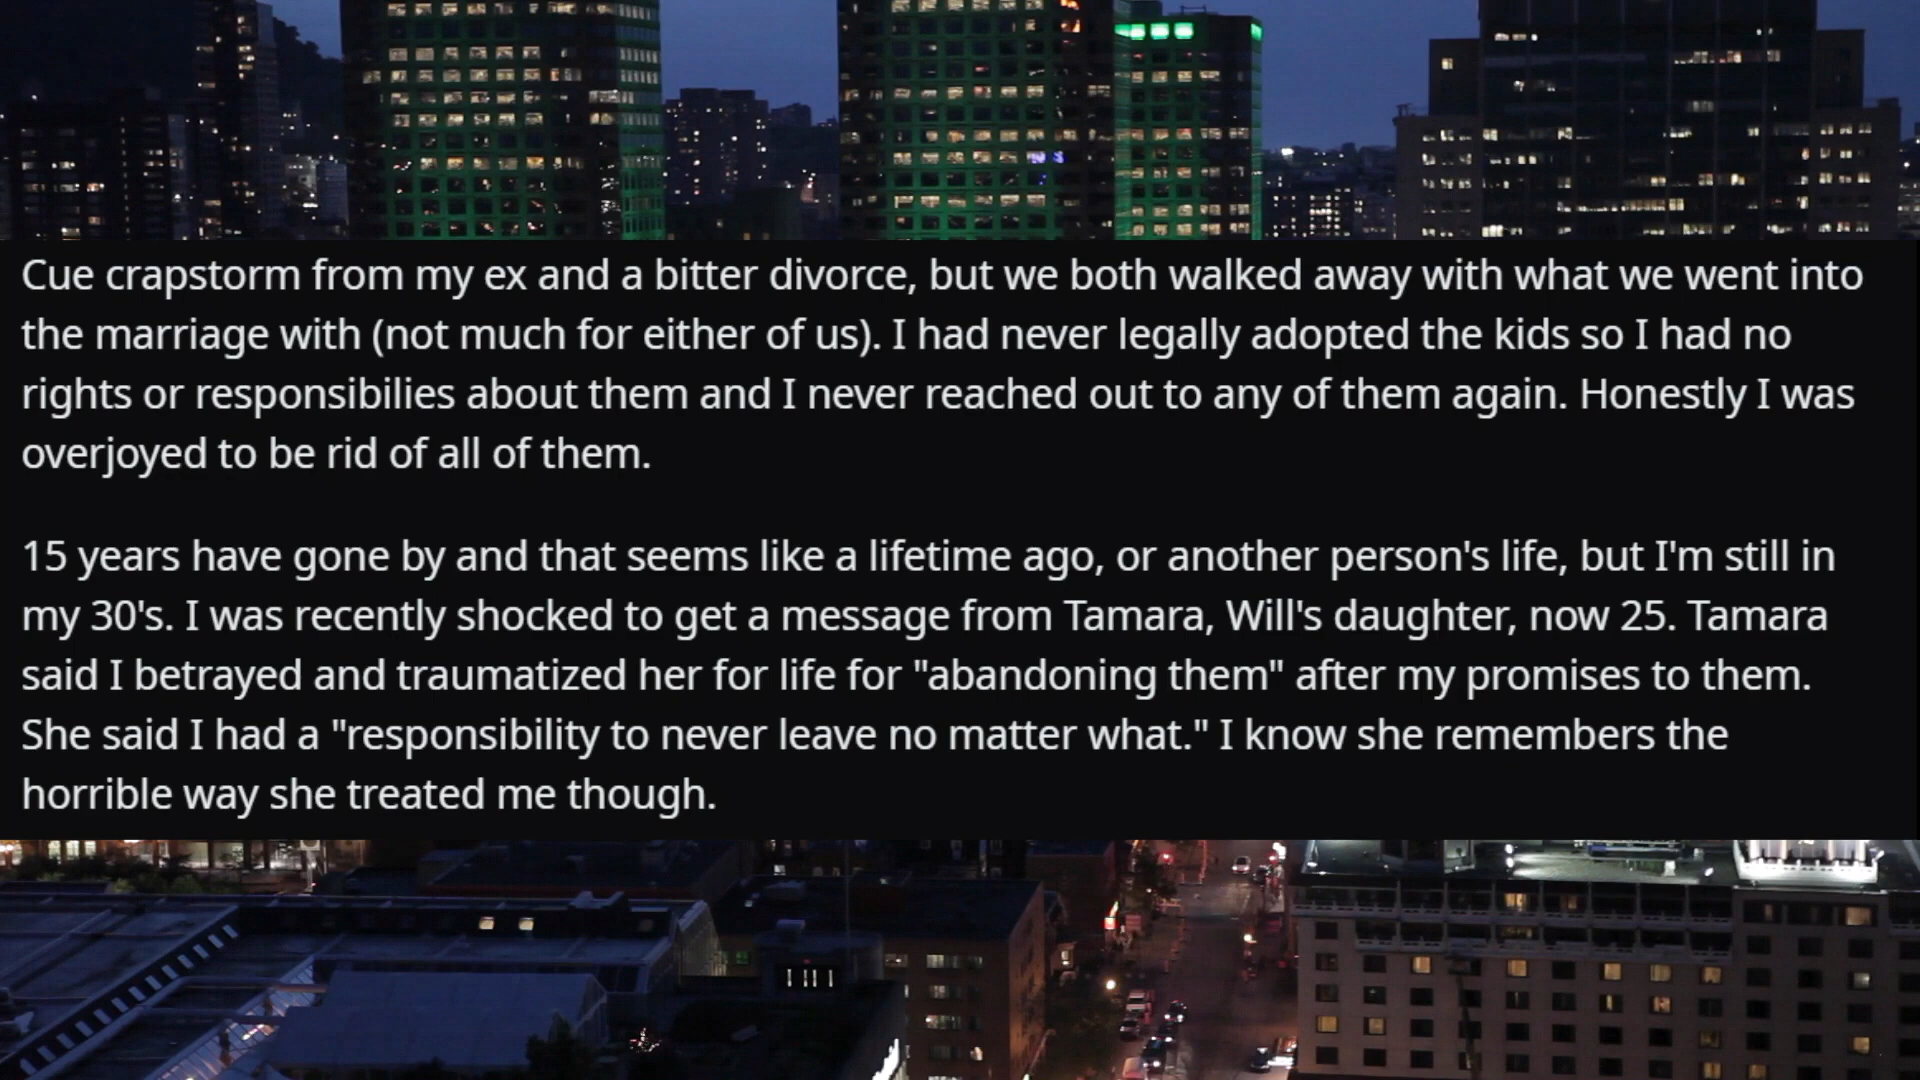 Cue crapstorm from my ex and a bitter divorce, but we both walked away with what we went into
the marriage with (not much for either of us). I had never legally adopted the kids so I had no
rights or responsibilies about them and I never reached out to any of them again. Honestly I was
overjoyed to be rid of all of them.
15 years have gone by and that seems like a lifetime ago, or another person's life, but I'm still in
my 30's. I was recently shocked to get a message from Tamara, Will's daughter, now 25. Tamara
said I betrayed and traumatized her for life for "abandoning them" after my promises to them.
She said I had a "responsibility to never leave no matter what." I know she remembers the
horrible way she treated me though.